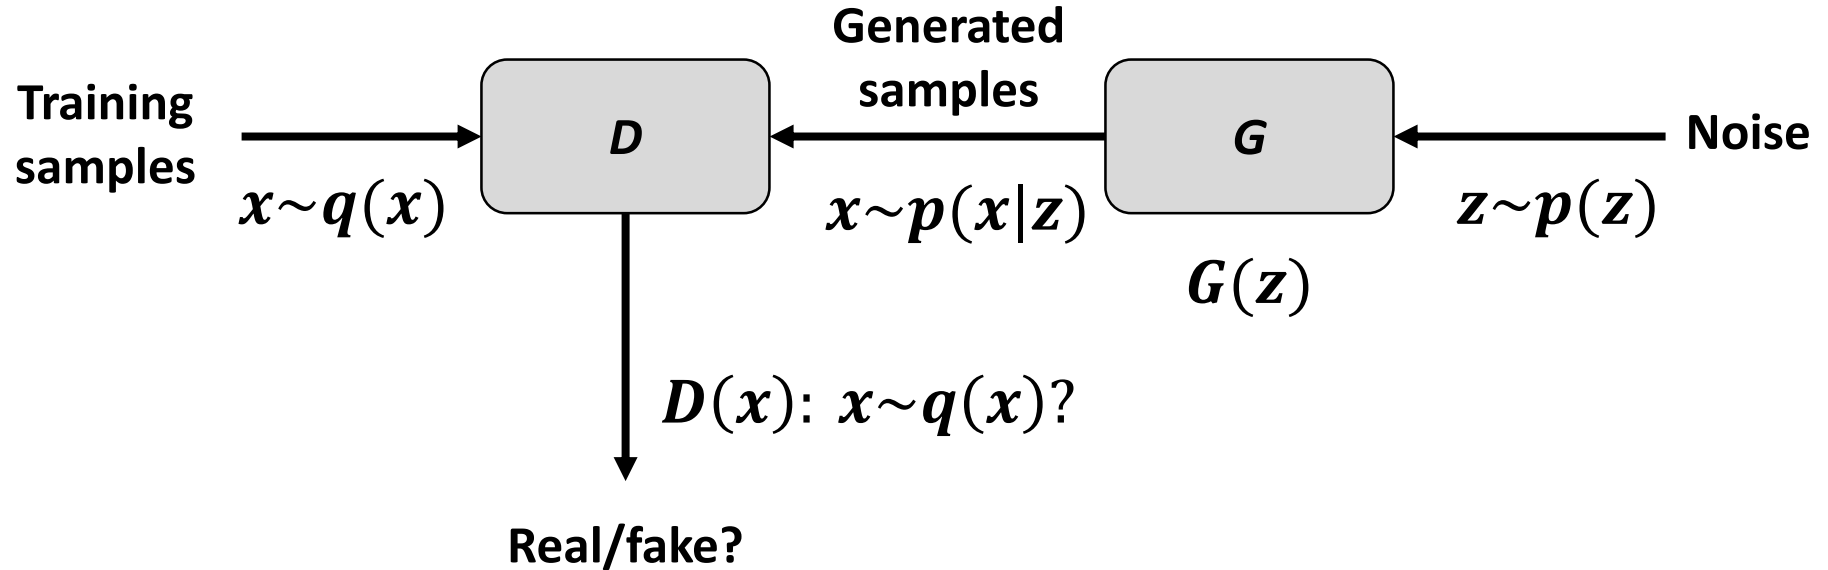 Training
samples
x~q(x)
D
Generated
samples
x~p(x|z)
G
G(z)
Noise
z~p(z)
D(x): x~q(x)?
Real/fake?